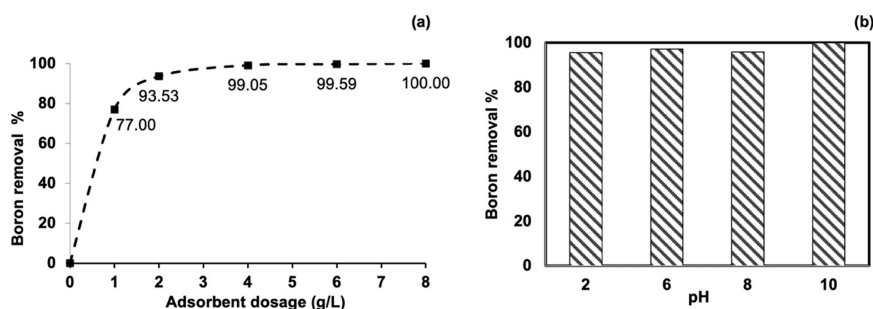 (a)
Boron removal %
100
80
60
40
20
0
77.00
93.53
99.05
99.59
100.00
0 1 2 3 4 5 6 7 8
Adsorbent dosage (g/L)
(b)
Boron removal %
100
80
60
40
20
0
2 6 8 10
pH